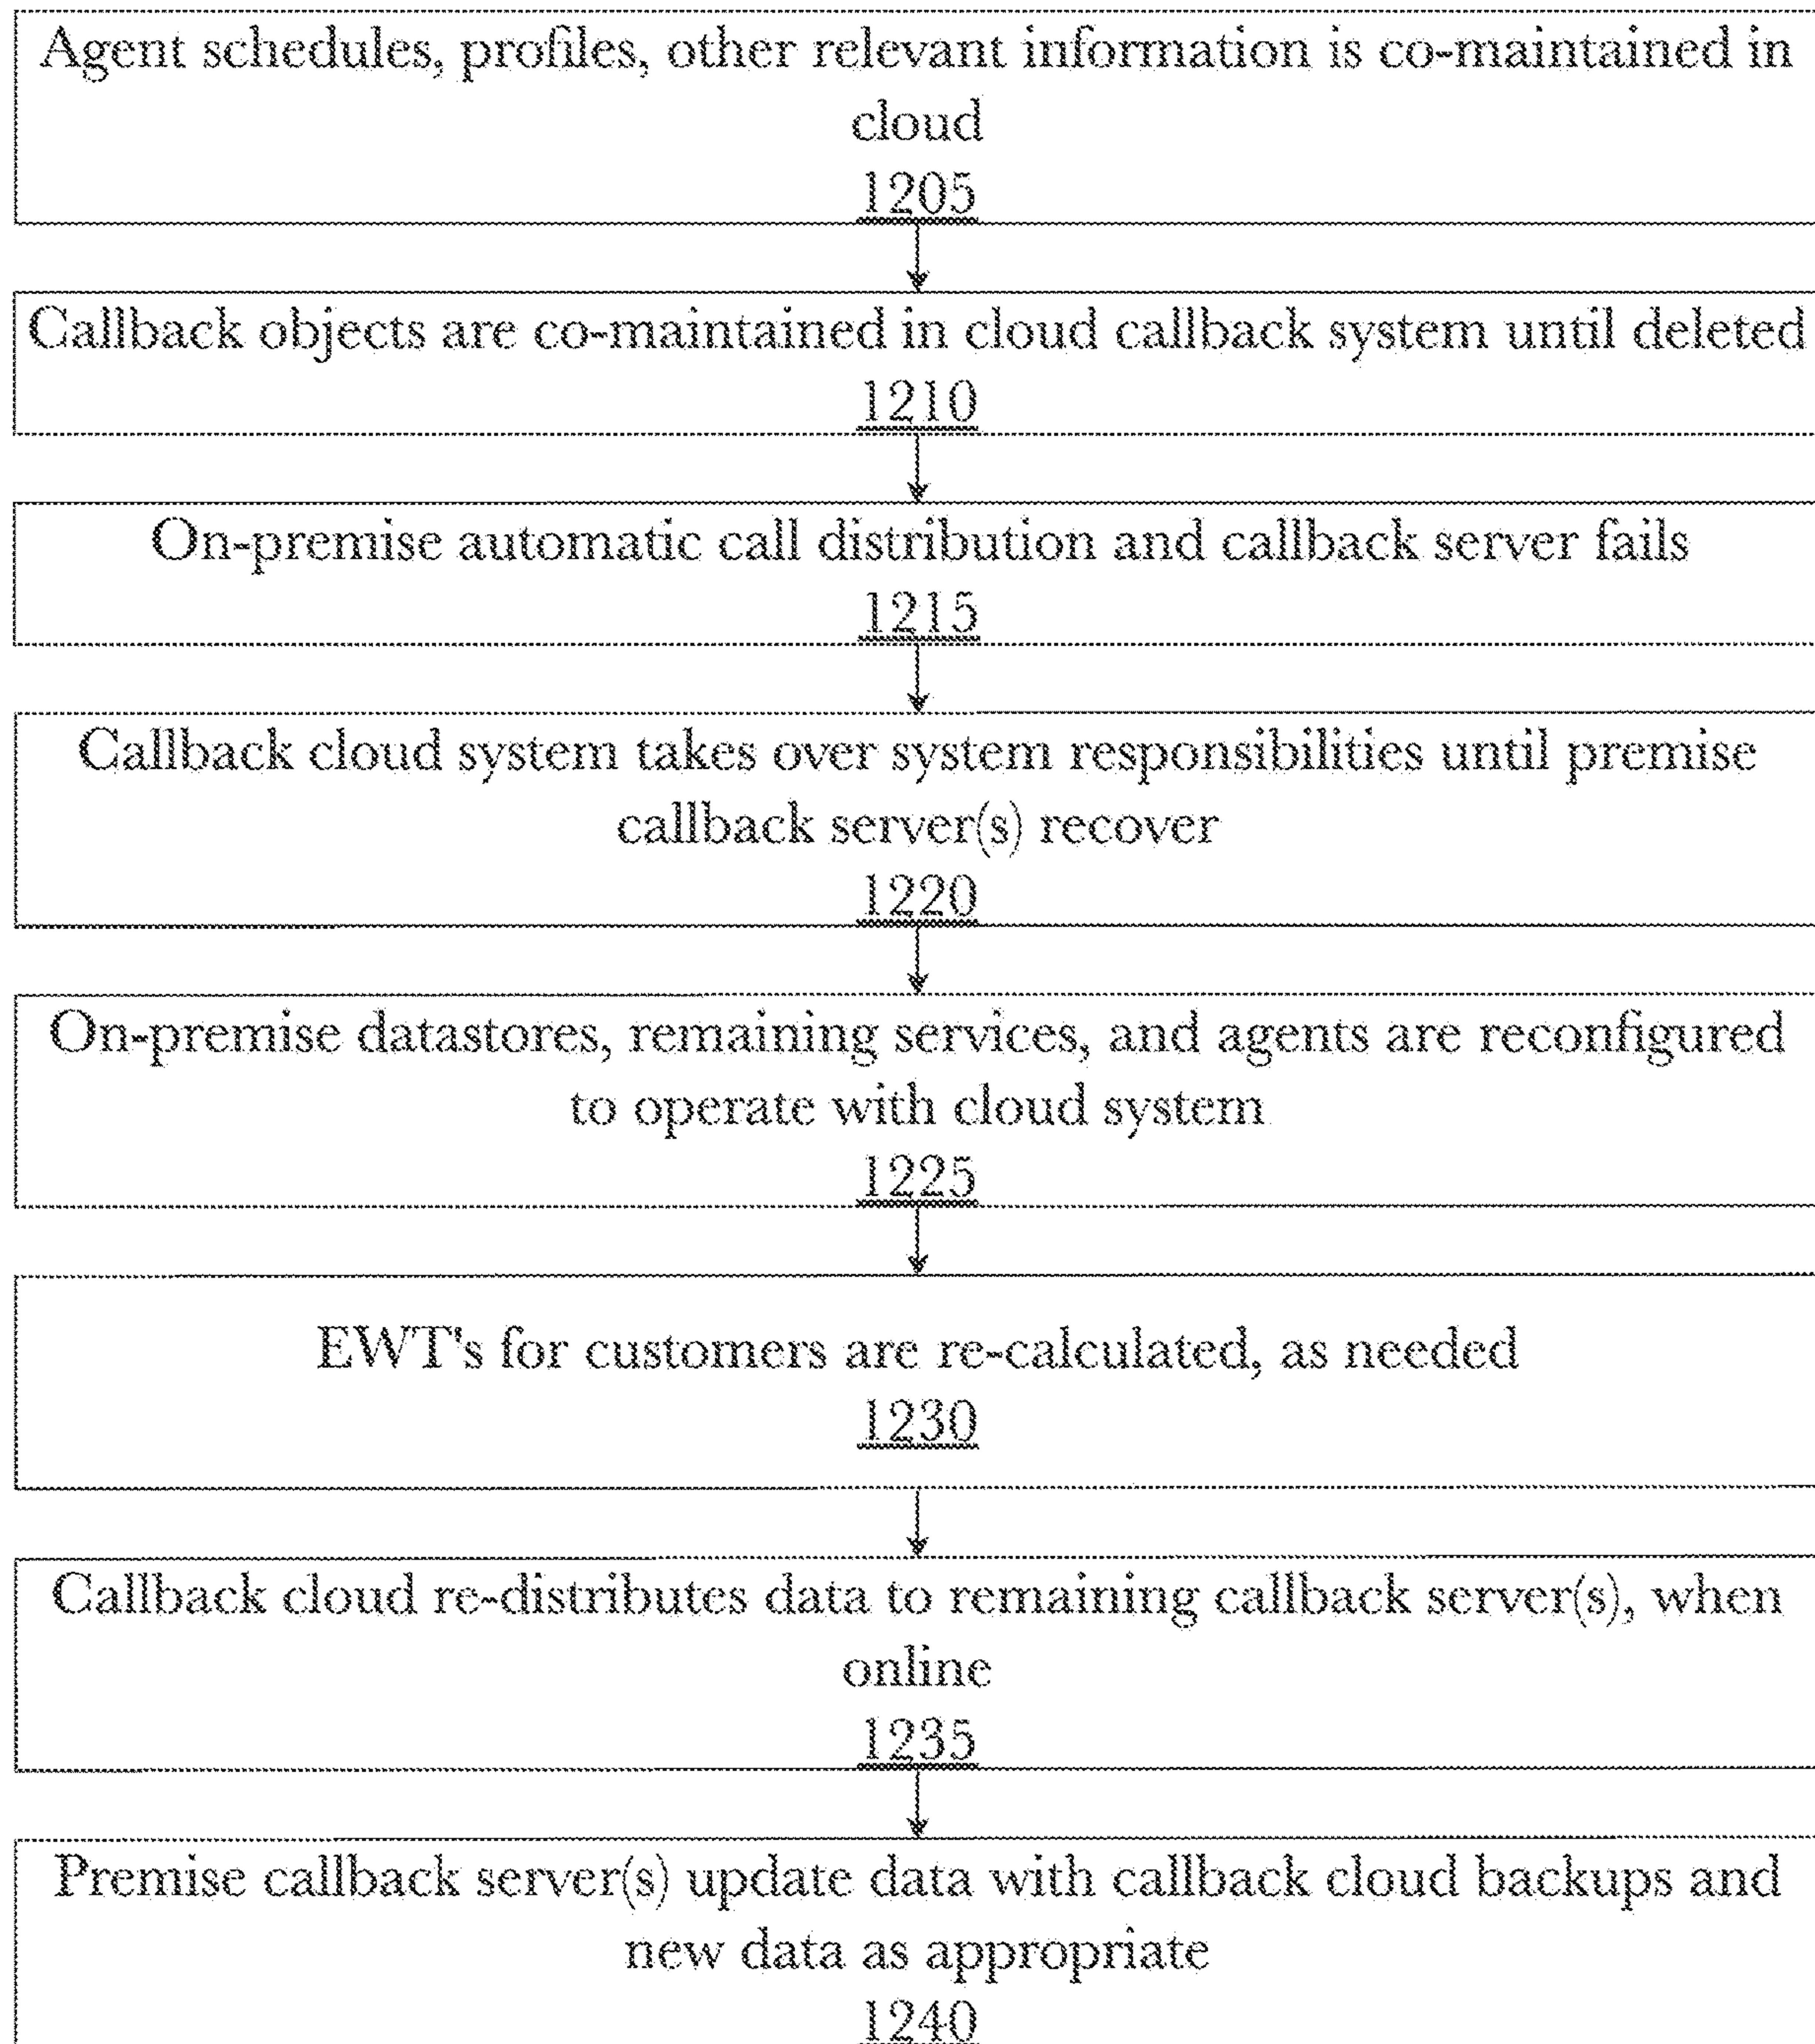 Agent schedules, profiles, other relevant information is co-maintained in
cloud
1205
Callback objects are co-maintained in cloud callback system until deleted
1210
On-premise automatic call distribution and callback server fails
1215
Callback cloud system takes over system responsibilities until premise
callback server(s) recover
1220
On-premise datastores, remaining services, and agents are reconfigured
to operate with cloud system
1225
EWT's for customers are re-calculated, as needed
1230
Callback cloud re-distributes data to remaining callback server(s), when
online
1235
Premise callback server(s) update data with callback cloud backups and
new data as appropriate
1240